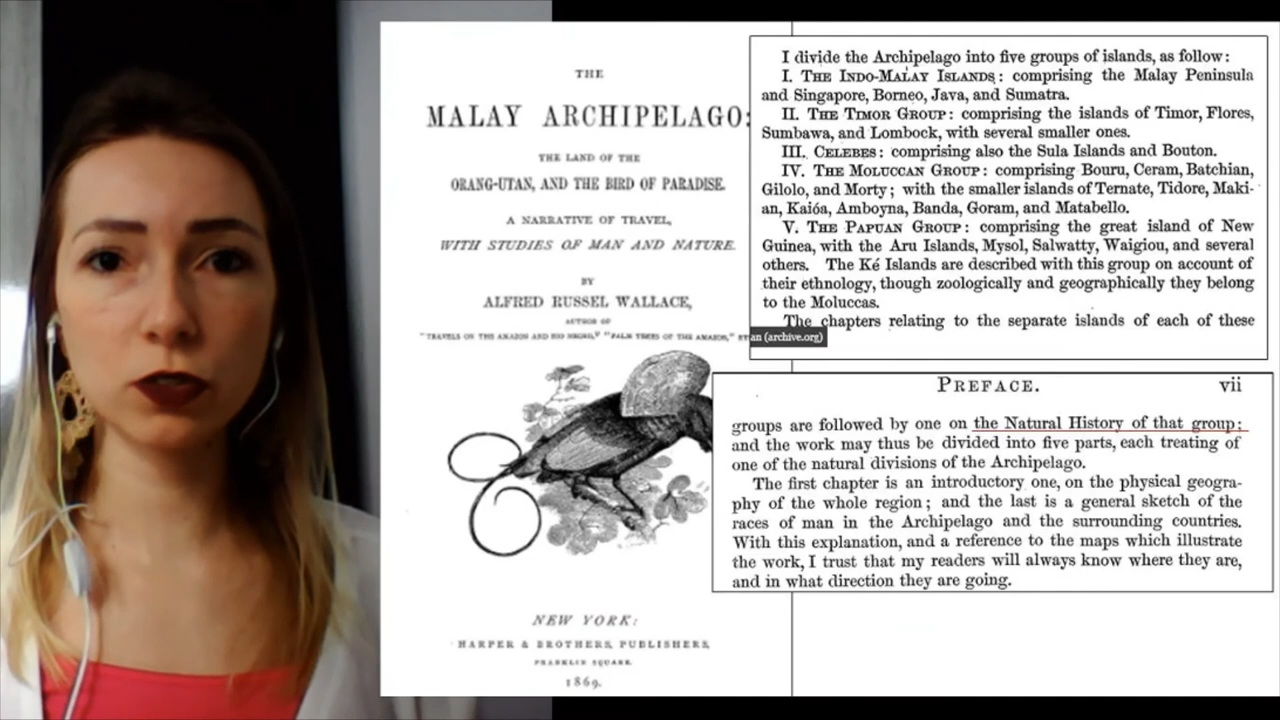 THE
MALAY ARCHIPELAGO:
THE LAND OF THE
ORANG-UTAN, AND THE BIRD OF PARADISE.
A NARRATIVE OF TRAVEL,
WITH STUDIES OF MAN AND NATURE.
BY
ALFRED RUSSEL WALLACE,
AUTHOR OF
"TRAVELS ON THE AMAZON AND RIO NEGRO," "PALM TREES OF THE AMAZON," ET
NEW YORK:
HARPER & BROTHERS, PUBLISHERS,
FRANKLIN SQUARE.
1869.
I divide the Archipelago into five groups of islands, as follow:
I. THE INDO-MALAY ISLANDS: comprising the Malay Peninsula
and Singapore, Borneo, Java, and Sumatra.
II. THE TIMOR GROUP: comprising the islands of Timor, Flores,
Sumbawa, and Lombock, with several smaller ones.
III. CELEBES: comprising also the Sula Islands and Bouton.
IV. THE MOLUCCAN GROUP: comprising Bouru, Ceram, Batchian,
Gilolo, and Morty; with the smaller islands of Ternate, Tidore, Maki-
an, Kaióa, Amboyna, Banda, Goram, and Matabello.
V. THE PAPUAN GROUP: comprising the great island of New
Guinea, with the Aru Islands, Mysol, Salwatty, Waigiou, and several
others. The Ké Islands are described with this group on account of
their ethnology, though zoologically and geographically they belong
to the Moluccas.
The chapters relating to the separate islands of each of these
an (archive.org)
PREFACE. vii
groups are followed by one on the Natural History of that group;
and the work may thus be divided into five parts, each treating of
one of the natural divisions of the Archipelago.
The first chapter is an introductory one, on the physical geogra-
phy of the whole region; and the last is a general sketch of the
races of man in the Archipelago and the surrounding countries.
With this explanation, and a reference to the maps which illustrate
the work, I trust that my readers will always know where they are,
and in what direction they are going.